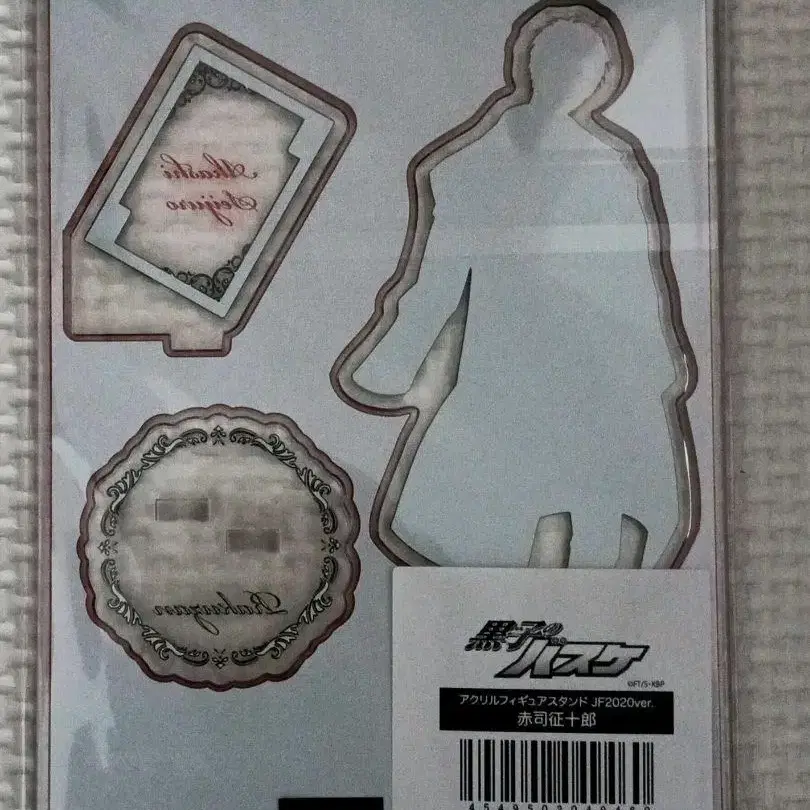 Akashi
Seijuro
Rakuzan
黒子のバスケ
©FT/S・KBP
アクリルフィギュアスタンド JF2020ver.
赤司征十郎